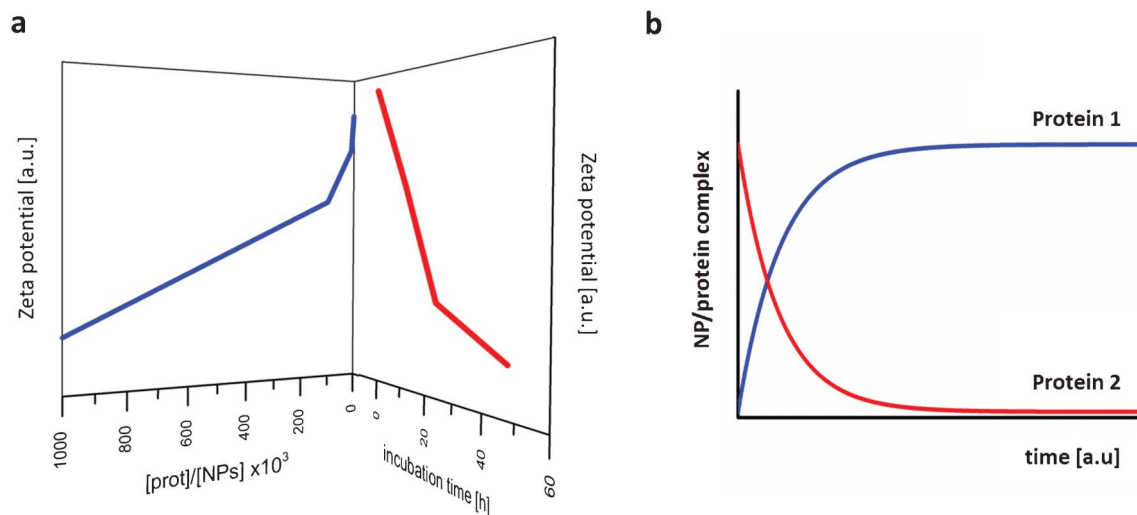 a
Zeta potential [a.u.]
1000
800
600
400
200
0
[prot]/[NPs] x10³
0
20
40
60
incubation time [h]
Zeta potential [a.u.]
b
NP/protein complex
Protein 1
Protein 2
time [a.u]